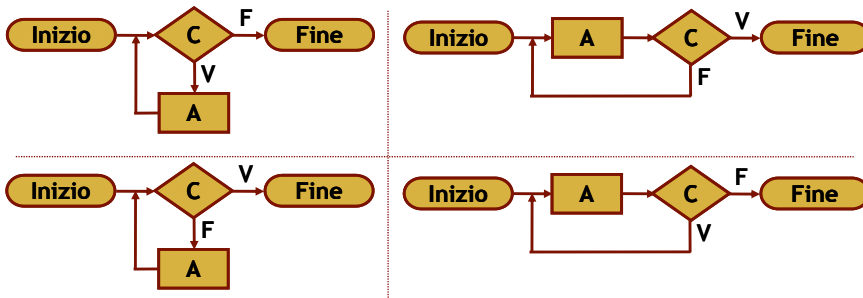 Inizio C F Fine
V
A
Inizio A C V Fine
F
Inizio C V Fine
F
A
Inizio A C F Fine
V